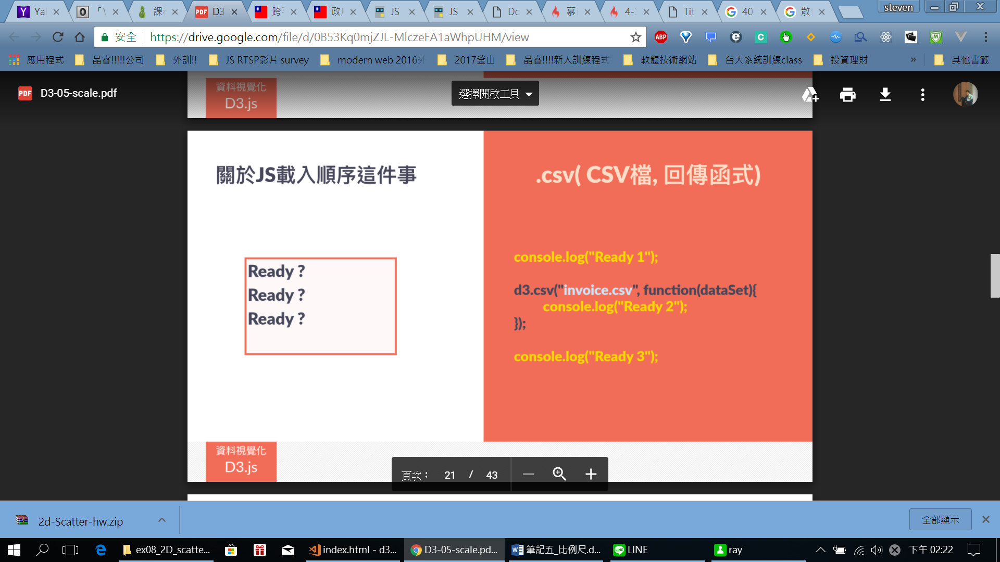 Ya
「\
課
D3
跨
政
JS
JS
Do
慕
4-
Tit
40
散
steven
安全
https://drive.google.com/file/d/0B53Kq0mjZJL-MlczeFA1aWhpUHM/view
ABP
應用程式
晶睿!!!!!公司
外訓!!
JS RTSP影片 survey
modern web 2016外
2017釜山
晶睿!!!!新人訓練程式
軟體技術網站
台大系統訓練class
投資理財
»
其他書籤
PDF
D3-05-scale.pdf
選擇開啟工具
資料視覺化
D3.js
關於JS載入順序這件事
.csv( CSV檔, 回傳函式)
Ready ?
Ready ?
Ready ?
console.log("Ready 1");
d3.csv("invoice.csv", function(dataSet){
console.log("Ready 2");
});
console.log("Ready 3");
資料視覺化
D3.js
頁次： 21 / 43
2d-Scatter-hw.zip
全部顯示
ex08_2D_scatte...
index.html - d3...
D3-05-scale.pd...
筆記五_比例尺.d...
LINE
ray
下午 02:22